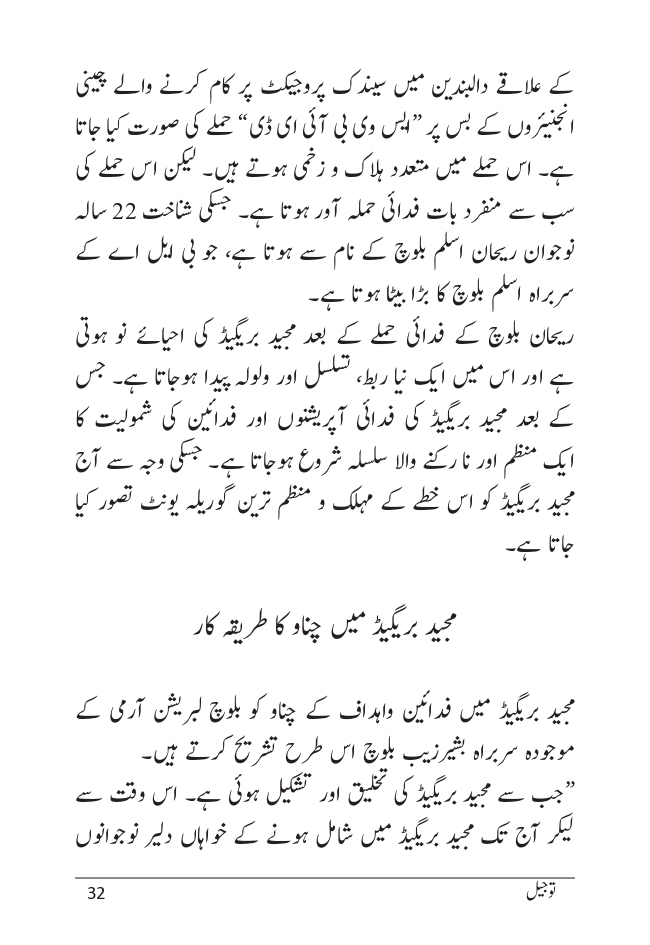 کے علاقے دالبندین میں سیندک پروجیکٹ پر کام کرنے والے چینی
انجنیئروں کے بس پر ”ایس وی بی آئی ای ڈی“ حملے کی صورت کیا جاتا
ہے۔ اس حملے میں متعدد ہلاک و زخمی ہوتے ہیں۔ لیکن اس حملے کی
سب سے منفرد بات فدائی حملہ آور ہوتا ہے۔ جسکی شناخت 22 سالہ
نوجوان ریحان اسلم بلوچ کے نام سے ہوتا ہے، جو بی ایل اے کے
سربراہ اسلم بلوچ کا بڑا بیٹا ہوتا ہے۔
ریحان بلوچ کے فدائی حملے کے بعد مجید بریگیڈ کی احیائے نو ہوتی
ہے اور اس میں ایک نیا ربط، تسلسل اور ولولہ پیدا ہوجاتا ہے۔ جس
کے بعد مجید بریگیڈ کی فدائی آپریشنوں اور فدائین کی شمولیت کا
ایک منظم اور نا رکنے والا سلسلہ شروع ہوجاتا ہے۔ جسکی وجہ سے آج
مجید بریگیڈ کو اس خطے کے مہلک و منظم ترین گوریلہ یونٹ تصور کیا
جاتا ہے۔
مجید بریگیڈ میں چناو کا طریقہ کار
مجید بریگیڈ میں فدائین واہداف کے چناو کو بلوچ لبریشن آرمی کے
موجودہ سربراہ بشیرزیب بلوچ اس طرح تشریح کرتے ہیں۔
”جب سے مجید بریگیڈ کی تخلیق اور تشکیل ہوئی ہے۔ اس وقت سے
لیکر آج تک مجید بریگیڈ میں شامل ہونے کے خواہاں دلیر نوجوانوں
توجیل
32